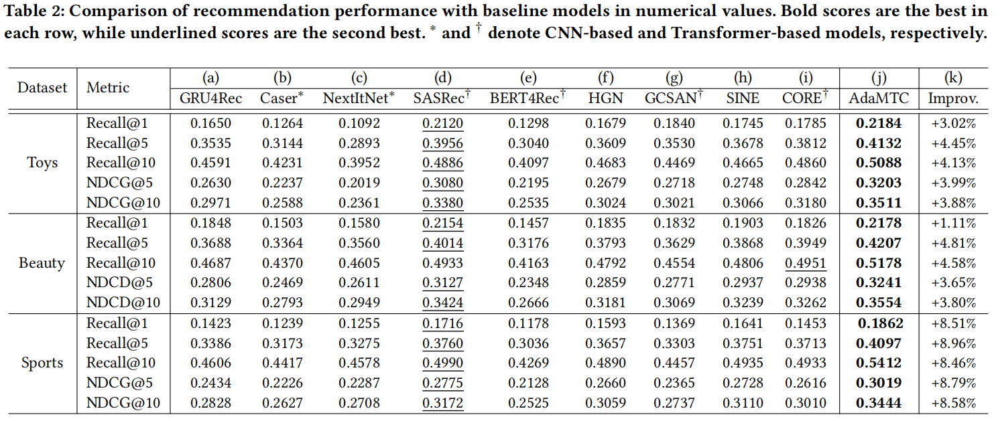 Table 2: Comparison of recommendation performance with baseline models in numerical values. Bold scores are the best in
each row, while underlined scores are the second best. * and † denote CNN-based and Transformer-based models, respectively.
Dataset Metric (a) (b) (c) (d) (e) (f) (g) (h) (i) (j) (k)
GRU4Rec Caser* NextItNet* SASRec† BERT4Rec† HGN GCSAN† SINE CORE† AdaMTC Improv.
Toys
Recall@1 0.1650 0.1264 0.1092 0.2120 0.1298 0.1679 0.1840 0.1745 0.1785 0.2184 +3.02%
Recall@5 0.3535 0.3144 0.2893 0.3956 0.3040 0.3609 0.3530 0.3678 0.3812 0.4132 +4.45%
Recall@10 0.4591 0.4231 0.3952 0.4886 0.4097 0.4683 0.4469 0.4665 0.4860 0.5088 +4.13%
NDCG@5 0.2630 0.2237 0.2019 0.3080 0.2195 0.2679 0.2718 0.2748 0.2842 0.3203 +3.99%
NDCG@10 0.2971 0.2588 0.2361 0.3380 0.2535 0.3024 0.3021 0.3066 0.3180 0.3511 +3.88%
Beauty
Recall@1 0.1848 0.1503 0.1580 0.2154 0.1457 0.1835 0.1832 0.1903 0.1826 0.2178 +1.11%
Recall@5 0.3688 0.3364 0.3560 0.4014 0.3176 0.3793 0.3629 0.3868 0.3949 0.4207 +4.81%
Recall@10 0.4687 0.4370 0.4605 0.4933 0.4163 0.4792 0.4554 0.4806 0.4951 0.5178 +4.58%
NDCD@5 0.2806 0.2469 0.2611 0.3127 0.2348 0.2859 0.2771 0.2937 0.2938 0.3241 +3.65%
NDCD@10 0.3129 0.2793 0.2949 0.3424 0.2666 0.3181 0.3069 0.3239 0.3262 0.3554 +3.80%
Sports
Recall@1 0.1423 0.1239 0.1255 0.1716 0.1178 0.1593 0.1369 0.1641 0.1453 0.1862 +8.51%
Recall@5 0.3386 0.3173 0.3275 0.3760 0.3036 0.3657 0.3303 0.3751 0.3713 0.4097 +8.96%
Recall@10 0.4606 0.4417 0.4578 0.4990 0.4269 0.4890 0.4457 0.4935 0.4933 0.5412 +8.46%
NDCG@5 0.2434 0.2226 0.2287 0.2775 0.2128 0.2660 0.2365 0.2728 0.2616 0.3019 +8.79%
NDCG@10 0.2828 0.2627 0.2708 0.3172 0.2525 0.3059 0.2737 0.3110 0.3010 0.3444 +8.58%